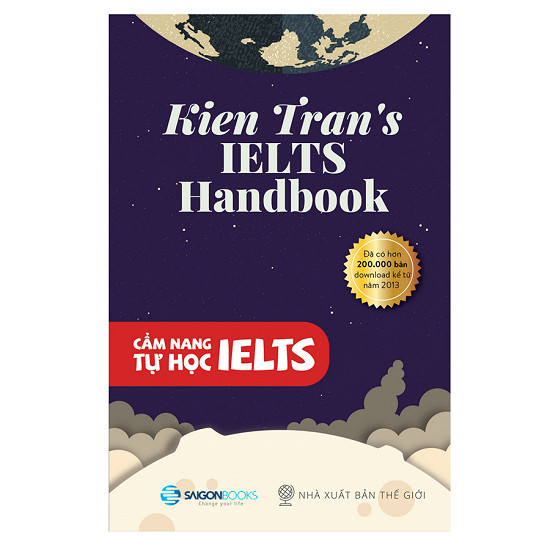 Kien Tran's
IELTS
Handbook
Đã có hơn
200.000 bản
download kể từ
năm 2013
CẨM NANG
TỰ HỌC IELTS
SAIGONBOOKS
Change your life
NHÀ XUẤT BẢN THẾ GIỚI